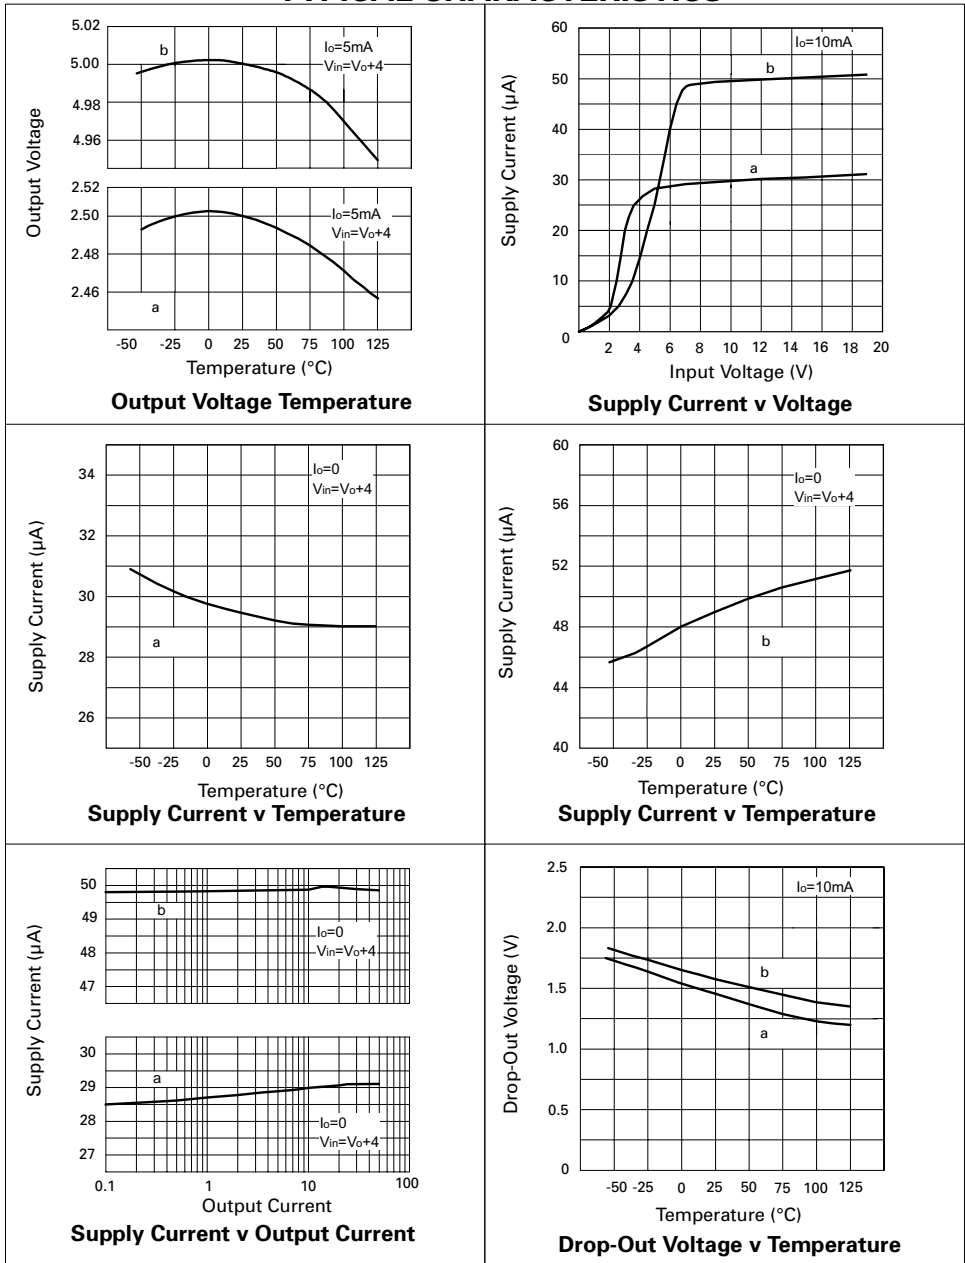 5.02
5.00
4.98
4.96
b
Io=5mA
Vin=Vo+4
2.52
2.50
2.48
2.46
Io=5mA
Vin=Vo+4
a
Output Voltage
-50 -25 0 25 50 75 100 125
Temperature (°C)
Output Voltage Temperature
60
50
40
30
20
10
0
Io=10mA
b
a
Supply Current (µA)
2 4 6 8 10 12 14 16 18 20
Input Voltage (V)
Supply Current v Voltage
34
32
30
28
26
Io=0
Vin=Vo+4
a
Supply Current (µA)
-50 -25 0 25 50 75 100 125
Temperature (°C)
Supply Current v Temperature
60
56
52
48
44
40
Io=0
Vin=Vo+4
b
Supply Current (µA)
-50 -25 0 25 50 75 100 125
Temperature (°C)
Supply Current v Temperature
50
49
48
47
b
Io=0
Vin=Vo+4
30
29
28
27
a
Io=0
Vin=Vo+4
Supply Current (µA)
0.1 1 10 100
Output Current
Supply Current v Output Current
2.5
2.0
1.5
1.0
0.5
0
Io=10mA
b
a
Drop-Out Voltage (V)
-50 -25 0 25 50 75 100 125
Temperature (°C)
Drop-Out Voltage v Temperature